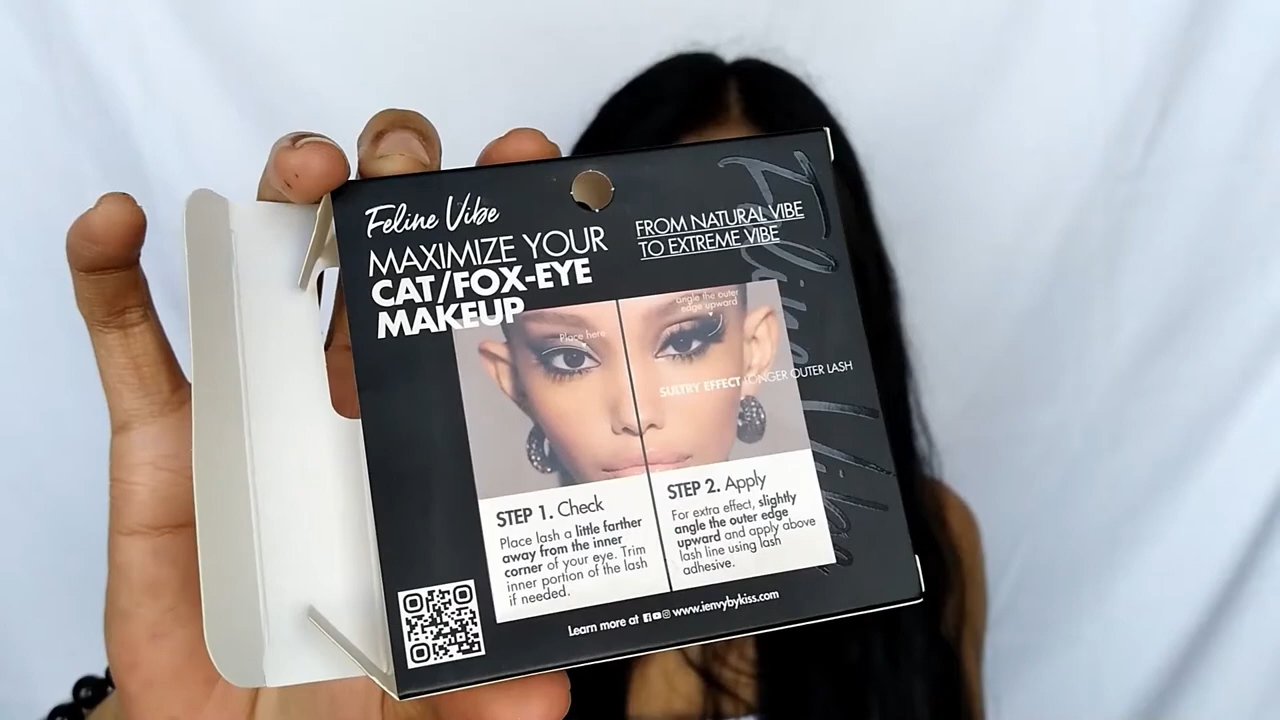 Feline Vibe
MAXIMIZE YOUR
CAT/FOX-EYE
MAKEUP
FROM NATURAL VIBE
TO EXTREME VIBE
Place here
angle the outer
edge upward
SULTRY EFFECT LONGER OUTER LASH
STEP 1. Check
Place lash a little farther
away from the inner
corner of your eye. Trim
inner portion of the lash
if needed.
STEP 2. Apply
For extra effect, slightly
angle the outer edge
upward and apply above
lash line using lash
adhesive.
Learn more at www.ienvybykiss.com
Feline Vibe